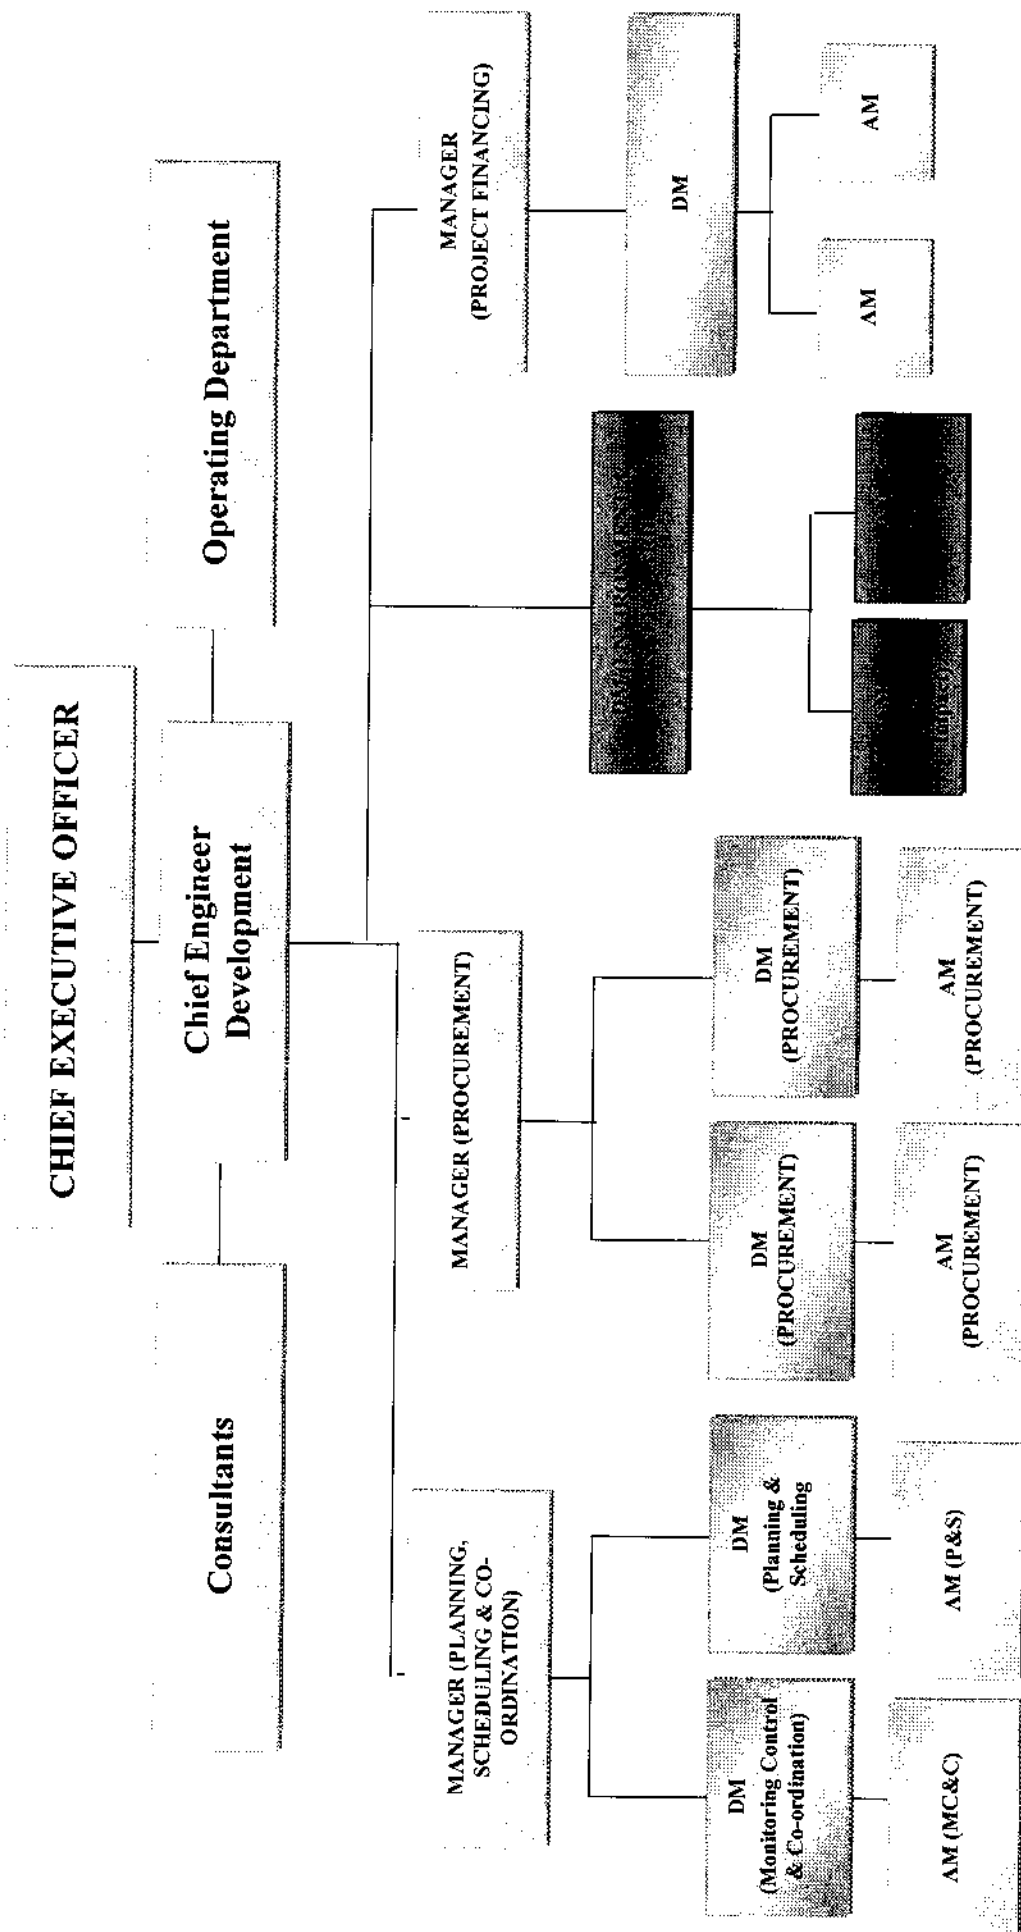 CHIEF EXECUTIVE OFFICER
Consultants
Chief Engineer
Development
Operating Department
MANAGER (PLANNING,
SCHEDULING & CO-
ORDINATION)
MANAGER (PROCUREMENT)
MANAGER
(PROJECT FINANCING)
DM
(Monitoring Control
& Co-ordination)
DM
(Planning &
Scheduling
DM
(PROCUREMENT)
DM
(PROCUREMENT)
DM
AM (MC&C)
AM (P&S)
AM
(PROCUREMENT)
AM
(PROCUREMENT)
AM
AM